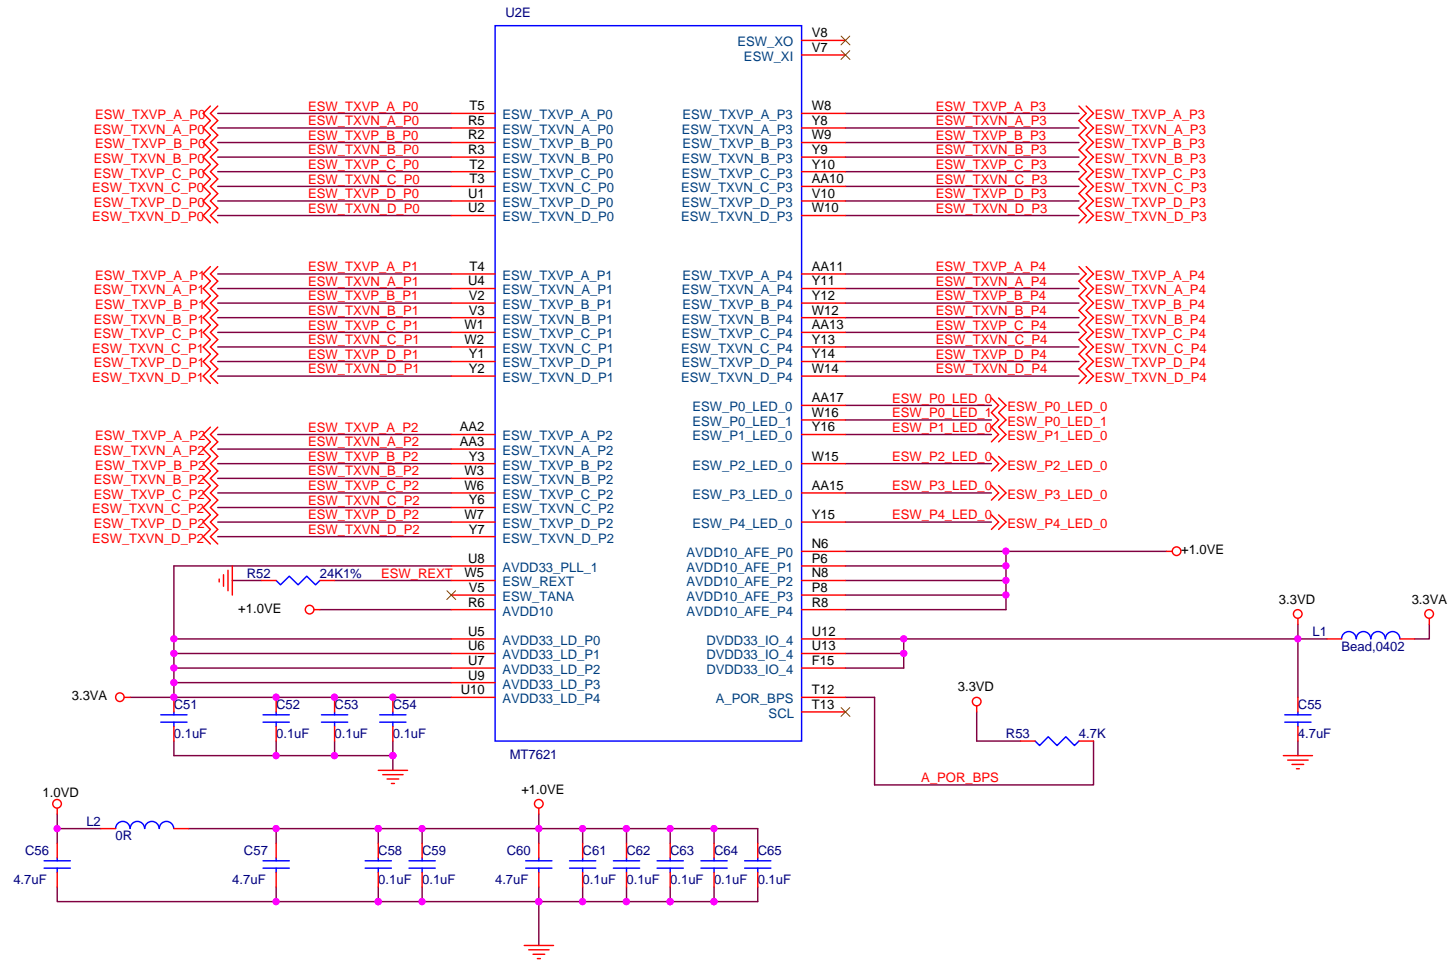 U2E
ESW_XO V8
ESW_XI V7
ESW_TXVP_A_P0 ESW_TXVP_A_P0 T5 ESW_TXVP_A_P0 ESW_TXVP_A_P3 W8 ESW_TXVP_A_P3 ESW_TXVP_A_P3
ESW_TXVN_A_P0 ESW_TXVN_A_P0 R5 ESW_TXVN_A_P0 ESW_TXVN_A_P3 Y8 ESW_TXVN_A_P3 ESW_TXVN_A_P3
ESW_TXVP_B_P0 ESW_TXVP_B_P0 R2 ESW_TXVP_B_P0 ESW_TXVP_B_P3 W9 ESW_TXVP_B_P3 ESW_TXVP_B_P3
ESW_TXVN_B_P0 ESW_TXVN_B_P0 R3 ESW_TXVN_B_P0 ESW_TXVN_B_P3 Y9 ESW_TXVN_B_P3 ESW_TXVN_B_P3
ESW_TXVP_C_P0 ESW_TXVP_C_P0 T2 ESW_TXVP_C_P0 ESW_TXVP_C_P3 Y10 ESW_TXVP_C_P3 ESW_TXVP_C_P3
ESW_TXVN_C_P0 ESW_TXVN_C_P0 T3 ESW_TXVN_C_P0 ESW_TXVN_C_P3 AA10 ESW_TXVN_C_P3 ESW_TXVN_C_P3
ESW_TXVP_D_P0 ESW_TXVP_D_P0 U1 ESW_TXVP_D_P0 ESW_TXVP_D_P3 V10 ESW_TXVP_D_P3 ESW_TXVP_D_P3
ESW_TXVN_D_P0 ESW_TXVN_D_P0 U2 ESW_TXVN_D_P0 ESW_TXVN_D_P3 W10 ESW_TXVN_D_P3 ESW_TXVN_D_P3
ESW_TXVP_A_P1 ESW_TXVP_A_P1 T4 ESW_TXVP_A_P1 ESW_TXVP_A_P4 AA11 ESW_TXVP_A_P4 ESW_TXVP_A_P4
ESW_TXVN_A_P1 ESW_TXVN_A_P1 U4 ESW_TXVN_A_P1 ESW_TXVN_A_P4 Y11 ESW_TXVN_A_P4 ESW_TXVN_A_P4
ESW_TXVP_B_P1 ESW_TXVP_B_P1 V2 ESW_TXVP_B_P1 ESW_TXVP_B_P4 Y12 ESW_TXVP_B_P4 ESW_TXVP_B_P4
ESW_TXVN_B_P1 ESW_TXVN_B_P1 V3 ESW_TXVN_B_P1 ESW_TXVN_B_P4 W12 ESW_TXVN_B_P4 ESW_TXVN_B_P4
ESW_TXVP_C_P1 ESW_TXVP_C_P1 W1 ESW_TXVP_C_P1 ESW_TXVP_C_P4 AA13 ESW_TXVP_C_P4 ESW_TXVP_C_P4
ESW_TXVN_C_P1 ESW_TXVN_C_P1 W2 ESW_TXVN_C_P1 ESW_TXVN_C_P4 Y13 ESW_TXVN_C_P4 ESW_TXVN_C_P4
ESW_TXVP_D_P1 ESW_TXVP_D_P1 Y1 ESW_TXVP_D_P1 ESW_TXVP_D_P4 Y14 ESW_TXVP_D_P4 ESW_TXVP_D_P4
ESW_TXVN_D_P1 ESW_TXVN_D_P1 Y2 ESW_TXVN_D_P1 ESW_TXVN_D_P4 W14 ESW_TXVN_D_P4 ESW_TXVN_D_P4
ESW_P0_LED_0 AA17 ESW_P0_LED_0 ESW_P0_LED_0
ESW_P0_LED_1 W16 ESW_P0_LED_1 ESW_P0_LED_1
ESW_TXVP_A_P2 ESW_TXVP_A_P2 AA2 ESW_TXVP_A_P2 ESW_P1_LED_0 Y16 ESW_P1_LED_0 ESW_P1_LED_0
ESW_TXVN_A_P2 ESW_TXVN_A_P2 AA3 ESW_TXVN_A_P2
ESW_TXVP_B_P2 ESW_TXVP_B_P2 Y3 ESW_TXVP_B_P2 ESW_P2_LED_0 W15 ESW_P2_LED_0 ESW_P2_LED_0
ESW_TXVN_B_P2 ESW_TXVN_B_P2 W3 ESW_TXVN_B_P2
ESW_TXVP_C_P2 ESW_TXVP_C_P2 W6 ESW_TXVP_C_P2 ESW_P3_LED_0 AA15 ESW_P3_LED_0 ESW_P3_LED_0
ESW_TXVN_C_P2 ESW_TXVN_C_P2 Y6 ESW_TXVN_C_P2
ESW_TXVP_D_P2 ESW_TXVP_D_P2 W7 ESW_TXVP_D_P2 ESW_P4_LED_0 Y15 ESW_P4_LED_0 ESW_P4_LED_0
ESW_TXVN_D_P2 ESW_TXVN_D_P2 Y7 ESW_TXVN_D_P2
AVDD10_AFE_P0 N6 +1.0VE
U8 AVDD33_PLL_1 AVDD10_AFE_P1 P6
R52 24K1% ESW_REXT W5 ESW_REXT AVDD10_AFE_P2 N8
V5 ESW_TANA AVDD10_AFE_P3 P8
+1.0VE R6 AVDD10 AVDD10_AFE_P4 R8
3.3VD 3.3VA
U5 AVDD33_LD_P0 DVDD33_IO_4 U12 L1 Bead,0402
U6 AVDD33_LD_P1 DVDD33_IO_4 U13
U7 AVDD33_LD_P2 DVDD33_IO_4 F15
U9 AVDD33_LD_P3
3.3VA U10 AVDD33_LD_P4 A_POR_BPS T12 3.3VD
C51 C52 C53 C54 SCL T13 C55
0.1uF 0.1uF 0.1uF 0.1uF R53 4.7K 4.7uF
MT7621
A_POR_BPS
1.0VD +1.0VE
L2 0R
C56 C57 C58 C59 C60 C61 C62 C63 C64 C65
4.7uF 4.7uF 0.1uF 0.1uF 4.7uF 0.1uF 0.1uF 0.1uF 0.1uF 0.1uF